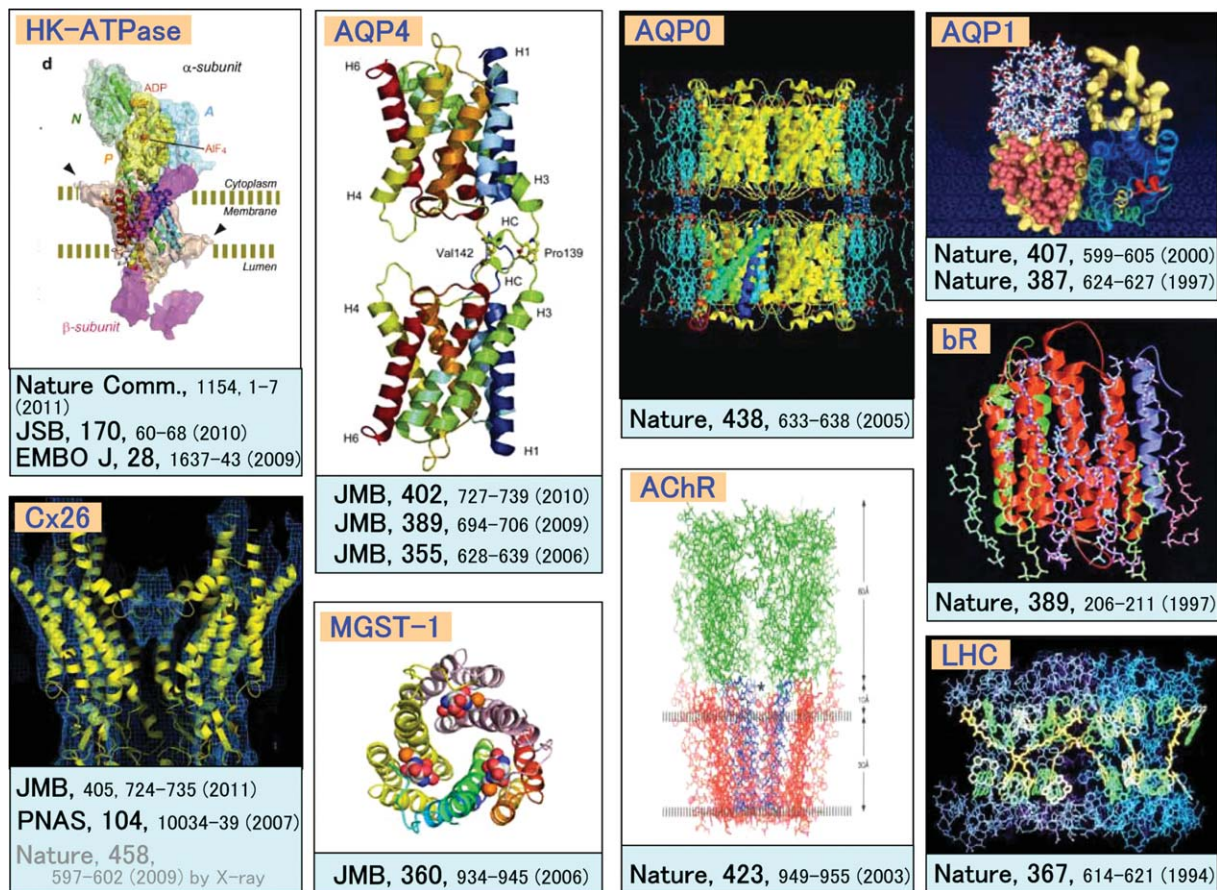 HK-ATPase
d
α-subunit
ADP
N
A
AlF4
P
Cytoplasm
Membrane
Lumen
β-subunit
Nature Comm., 1154, 1-7
(2011)
JSB, 170, 60-68 (2010)
EMBO J, 28, 1637-43 (2009)
AQP4
H6
H1
H4
H3
HC
Val142
Pro139
HC
H4
H3
H6
H1
JMB, 402, 727-739 (2010)
JMB, 389, 694-706 (2009)
JMB, 355, 628-639 (2006)
AQP0
Nature, 438, 633-638 (2005)
AQP1
Nature, 407, 599-605 (2000)
Nature, 387, 624-627 (1997)
bR
Nature, 389, 206-211 (1997)
Cx26
JMB, 405, 724-735 (2011)
PNAS, 104, 10034-39 (2007)
Nature, 458,
597-602 (2009) by X-ray
MGST-1
JMB, 360, 934-945 (2006)
AChR
10Å
30Å
Nature, 423, 949-955 (2003)
LHC
Nature, 367, 614-621 (1994)